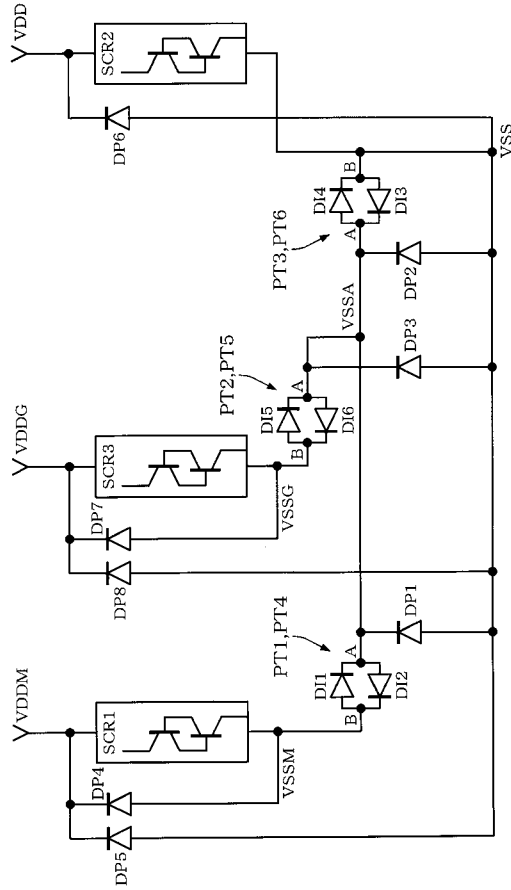 VDDM
VDDG
VDD
SCR1
SCR3
SCR2
DP5
DP4
DP8
DP7
DP6
VSSM
VSSG
PT1,PT4
PT2,PT5
PT3,PT6
DI1
B
A
DI2
DI5
B
A
DI6
DI4
A
B
DI3
VSSA
DP1
DP3
DP2
VSS